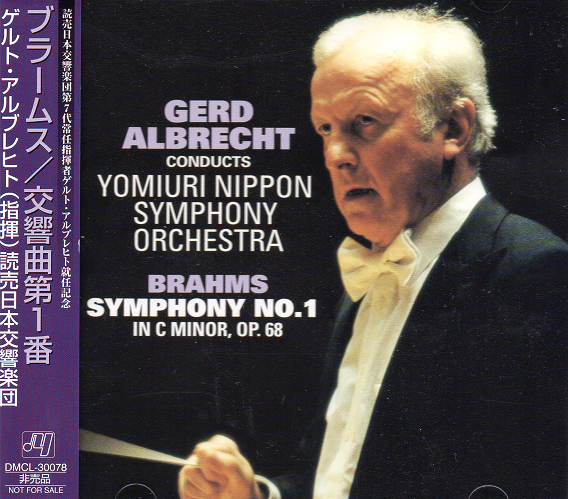 読売日本交響楽団第7代常任指揮者ゲルト・アルブレヒト就任記念
ブラームス/交響曲第1番
ゲルト・アルブレヒト(指揮)読売日本交響楽団
DMCL-30078
非売品
NOT FOR SALE
GERD
ALBRECHT
CONDUCTS
YOMIURI NIPPON
SYMPHONY
ORCHESTRA
BRAHMS
SYMPHONY NO.1
IN C MINOR, OP. 68